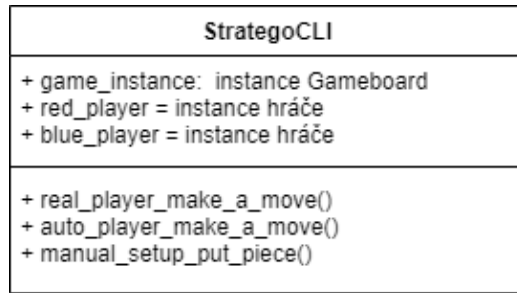 StrategoCLI
+ game_instance: instance Gameboard
+ red_player = instance hráče
+ blue_player = instance hráče
+ real_player_make_a_move()
+ auto_player_make_a_move()
+ manual_setup_put_piece()